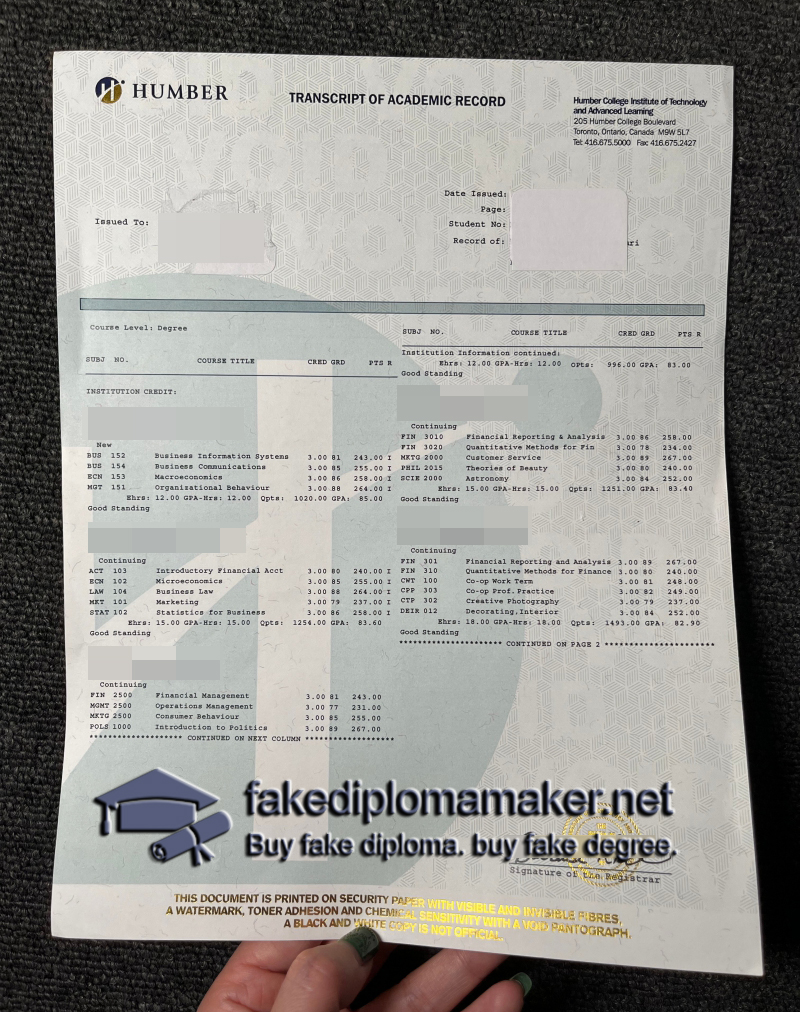 HUMBER
TRANSCRIPT OF ACADEMIC RECORD
Humber College Institute of Technology
and Advanced Learning
205 Humber College Boulevard
Toronto, Ontario, Canada M9W 5L7
Tel: 416.675.5000 Fax: 416.675.2427
Issued To:
Date Issued:
Page:
Student No:
Record of: ari
Course Level: Degree
SUBJ NO. COURSE TITLE CRED GRD PTS R
INSTITUTION CREDIT:
New
BUS 152 Business Information Systems 3.00 81 243.00 I
BUS 154 Business Communications 3.00 85 255.00 I
ECN 153 Macroeconomics 3.00 86 258.00 I
MGT 151 Organizational Behaviour 3.00 88 264.00 I
Ehrs: 12.00 GPA-Hrs: 12.00 Qpts: 1020.00 GPA: 85.00
Good Standing
Continuing
ACT 103 Introductory Financial Acct 3.00 80 240.00 I
ECN 102 Microeconomics 3.00 85 255.00 I
LAW 104 Business Law 3.00 88 264.00 I
MKT 101 Marketing 3.00 79 237.00 I
STAT 102 Statistics for Business 3.00 86 258.00 I
Ehrs: 15.00 GPA-Hrs: 15.00 Qpts: 1254.00 GPA: 83.60
Good Standing
Continuing
FIN 2500 Financial Management 3.00 81 243.00
MGMT 2500 Operations Management 3.00 77 231.00
MKTG 2500 Consumer Behaviour 3.00 85 255.00
POLS 1000 Introduction to Politics 3.00 89 267.00
******************** CONTINUED ON NEXT COLUMN ********************
SUBJ NO. COURSE TITLE CRED GRD PTS R
Institution Information continued:
Ehrs: 12.00 GPA-Hrs: 12.00 Qpts: 996.00 GPA: 83.00
Good Standing
Continuing
FIN 3010 Financial Reporting & Analysis 3.00 86 258.00
FIN 3020 Quantitative Methods for Fin 3.00 78 234.00
MKTG 2000 Customer Service 3.00 89 267.00
PHIL 2015 Theories of Beauty 3.00 80 240.00
SCIE 2000 Astronomy 3.00 84 252.00
Ehrs: 15.00 GPA-Hrs: 15.00 Qpts: 1251.00 GPA: 83.40
Good Standing
Continuing
FIN 301 Financial Reporting and Analysis 3.00 89 267.00
FIN 310 Quantitative Methods for Finance 3.00 80 240.00
CWT 100 Co-op Work Term 3.00 81 248.00
CPP 303 Co-op Prof. Practice 3.00 82 249.00
CTP 302 Creative Photography 3.00 79 237.00
DEIR 012 Decorating, Interior 3.00 84 252.00
Ehrs: 18.00 GPA-Hrs: 18.00 Qpts: 1493.00 GPA: 82.90
Good Standing
******************** CONTINUED ON PAGE 2 **********************
fakediplomamaker.net
Buy fake diploma. buy fake degree.
Signature of the Registrar
THIS DOCUMENT IS PRINTED ON SECURITY PAPER WITH VISIBLE AND INVISIBLE FIBRES,
A WATERMARK, TONER ADHESION AND CHEMICAL SENSITIVITY WITH A VOID PANTOGRAPH.
A BLACK AND WHITE COPY IS NOT OFFICIAL.